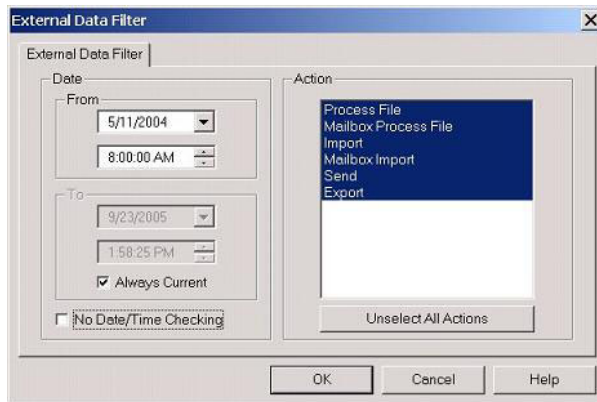 External Data Filter
External Data Filter
Date
From
5/11/2004
8:00:00 AM
To
9/23/2005
1:58:25 PM
Always Current
No Date/Time Checking
Action
Process File
Mailbox Process File
Import
Mailbox Import
Send
Export
Unselect All Actions
OK
Cancel
Help